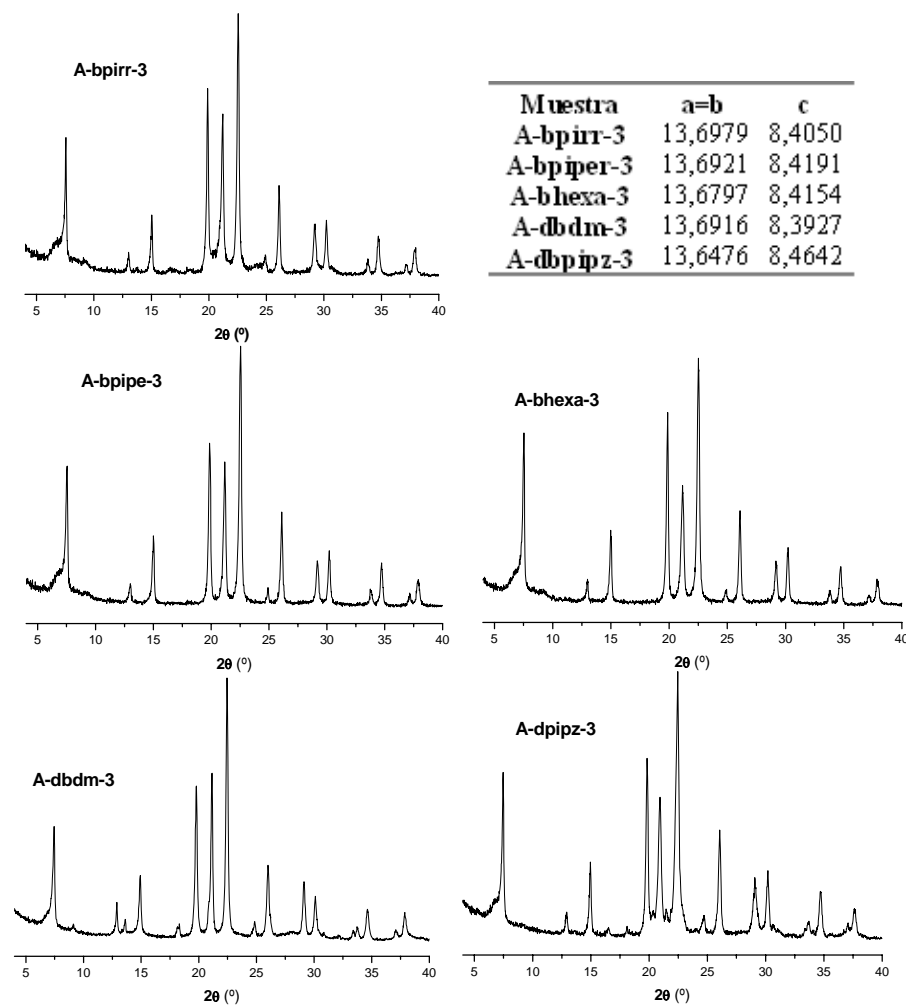 A-bpirr-3
5 10 15 20 25 30 35 40
2θ (º)
Muestra a=b c
A-bpirr-3 13,6979 8,4050
A-bpiper-3 13,6921 8,4191
A-bhexa-3 13,6797 8,4154
A-dbdm-3 13,6916 8,3927
A-dbpipz-3 13,6476 8,4642
A-bpipe-3
5 10 15 20 25 30 35 40
2θ (º)
A-bhexa-3
5 10 15 20 25 30 35 40
2θ (º)
A-dbdm-3
5 10 15 20 25 30 35 40
2θ (º)
A-dpipz-3
5 10 15 20 25 30 35 40
2θ (º)